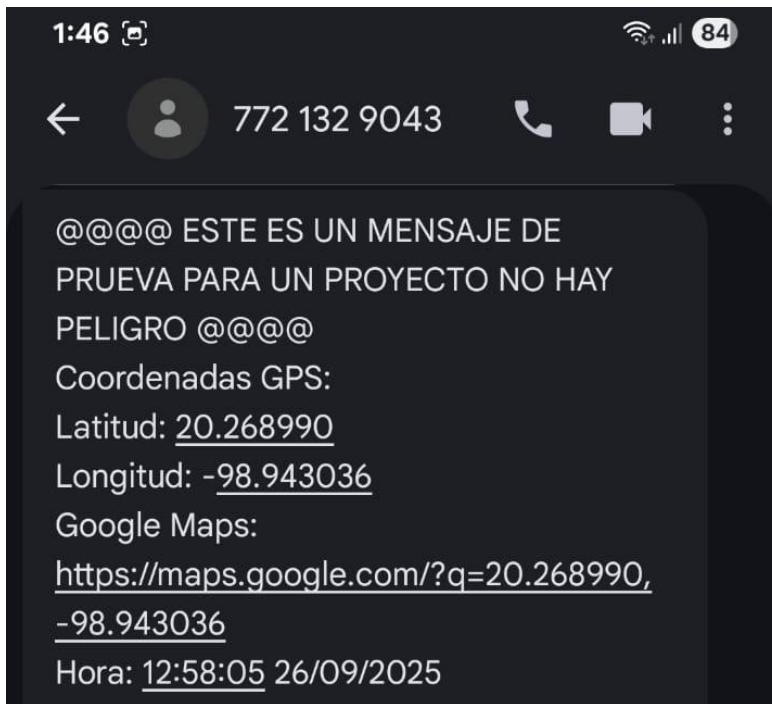 1:46 84
772 132 9043
@@@@ ESTE ES UN MENSAJE DE
PRUEVA PARA UN PROYECTO NO HAY
PELIGRO @@@@
Coordenadas GPS:
Latitud: 20.268990
Longitud: -98.943036
Google Maps:
https://maps.google.com/?q=20.268990,
-98.943036
Hora: 12:58:05 26/09/2025